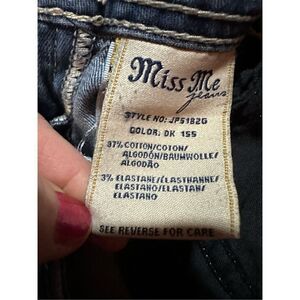 Miss Me
jeans
STYLE NO: JP5182G
COLOR: DK 155
97% COTTON/COTON/
ALGODÓN/BAUMWOLLE/
ALGODÃO
3% ELASTANE/ÉLASTHANNE/
ELASTANO/ELASTAN/
ELASTANO
SEE REVERSE FOR CARE